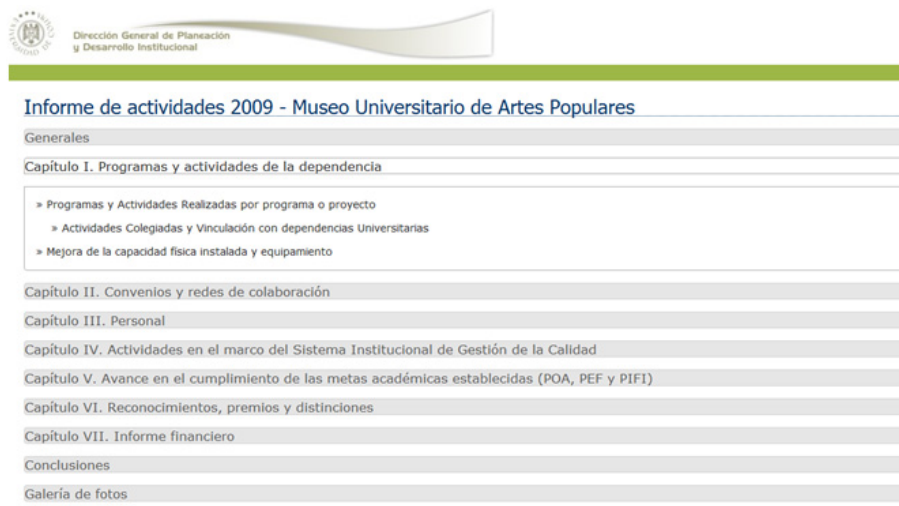 Dirección General de Planeación
y Desarrollo Institucional
Informe de actividades 2009 - Museo Universitario de Artes Populares
Generales
Capítulo I. Programas y actividades de la dependencia
» Programas y Actividades Realizadas por programa o proyecto
» Actividades Colegiadas y Vinculación con dependencias Universitarias
» Mejora de la capacidad física instalada y equipamiento
Capítulo II. Convenios y redes de colaboración
Capítulo III. Personal
Capítulo IV. Actividades en el marco del Sistema Institucional de Gestión de la Calidad
Capítulo V. Avance en el cumplimiento de las metas académicas establecidas (POA, PEF y PIFI)
Capítulo VI. Reconocimientos, premios y distinciones
Capítulo VII. Informe financiero
Conclusiones
Galería de fotos